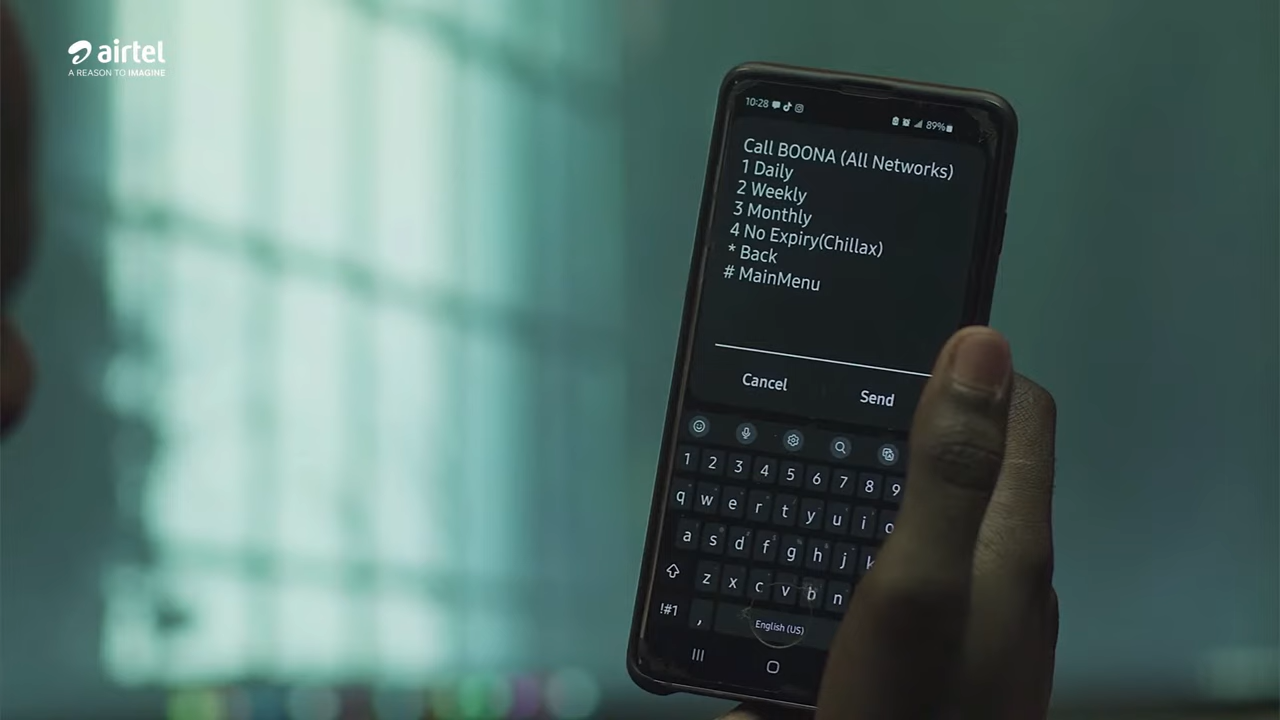 airtel
A REASON TO IMAGINE
10:28 89%
Call BOONA (All Networks)
1 Daily
2 Weekly
3 Monthly
4 No Expiry(Chillax)
* Back
# MainMenu
Cancel Send
1 2 3 4 5 6 7 8 9
q w e r t y u i o
a s d f g h j k
z x c v b n
!#1 , English (US)